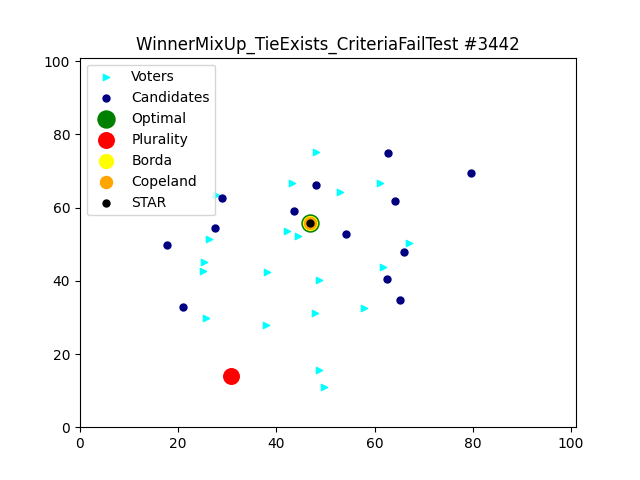 WinnerMixUp_TieExists_CriteriaFailTest #3442
100
80
60
40
20
0
Voters
Candidates
Optimal
Plurality
Borda
Copeland
STAR
0 20 40 60 80 100